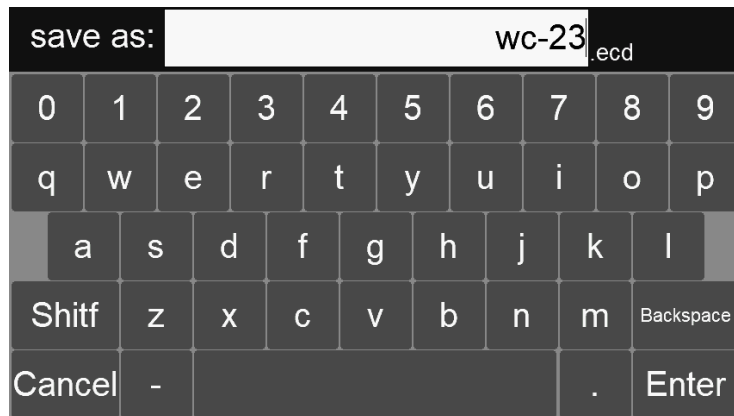 save as: wc-23.ecd
0 1 2 3 4 5 6 7 8 9
q w e r t y u i o p
a s d f g h j k l
Shitf z x c v b n m Backspace
Cancel - . Enter